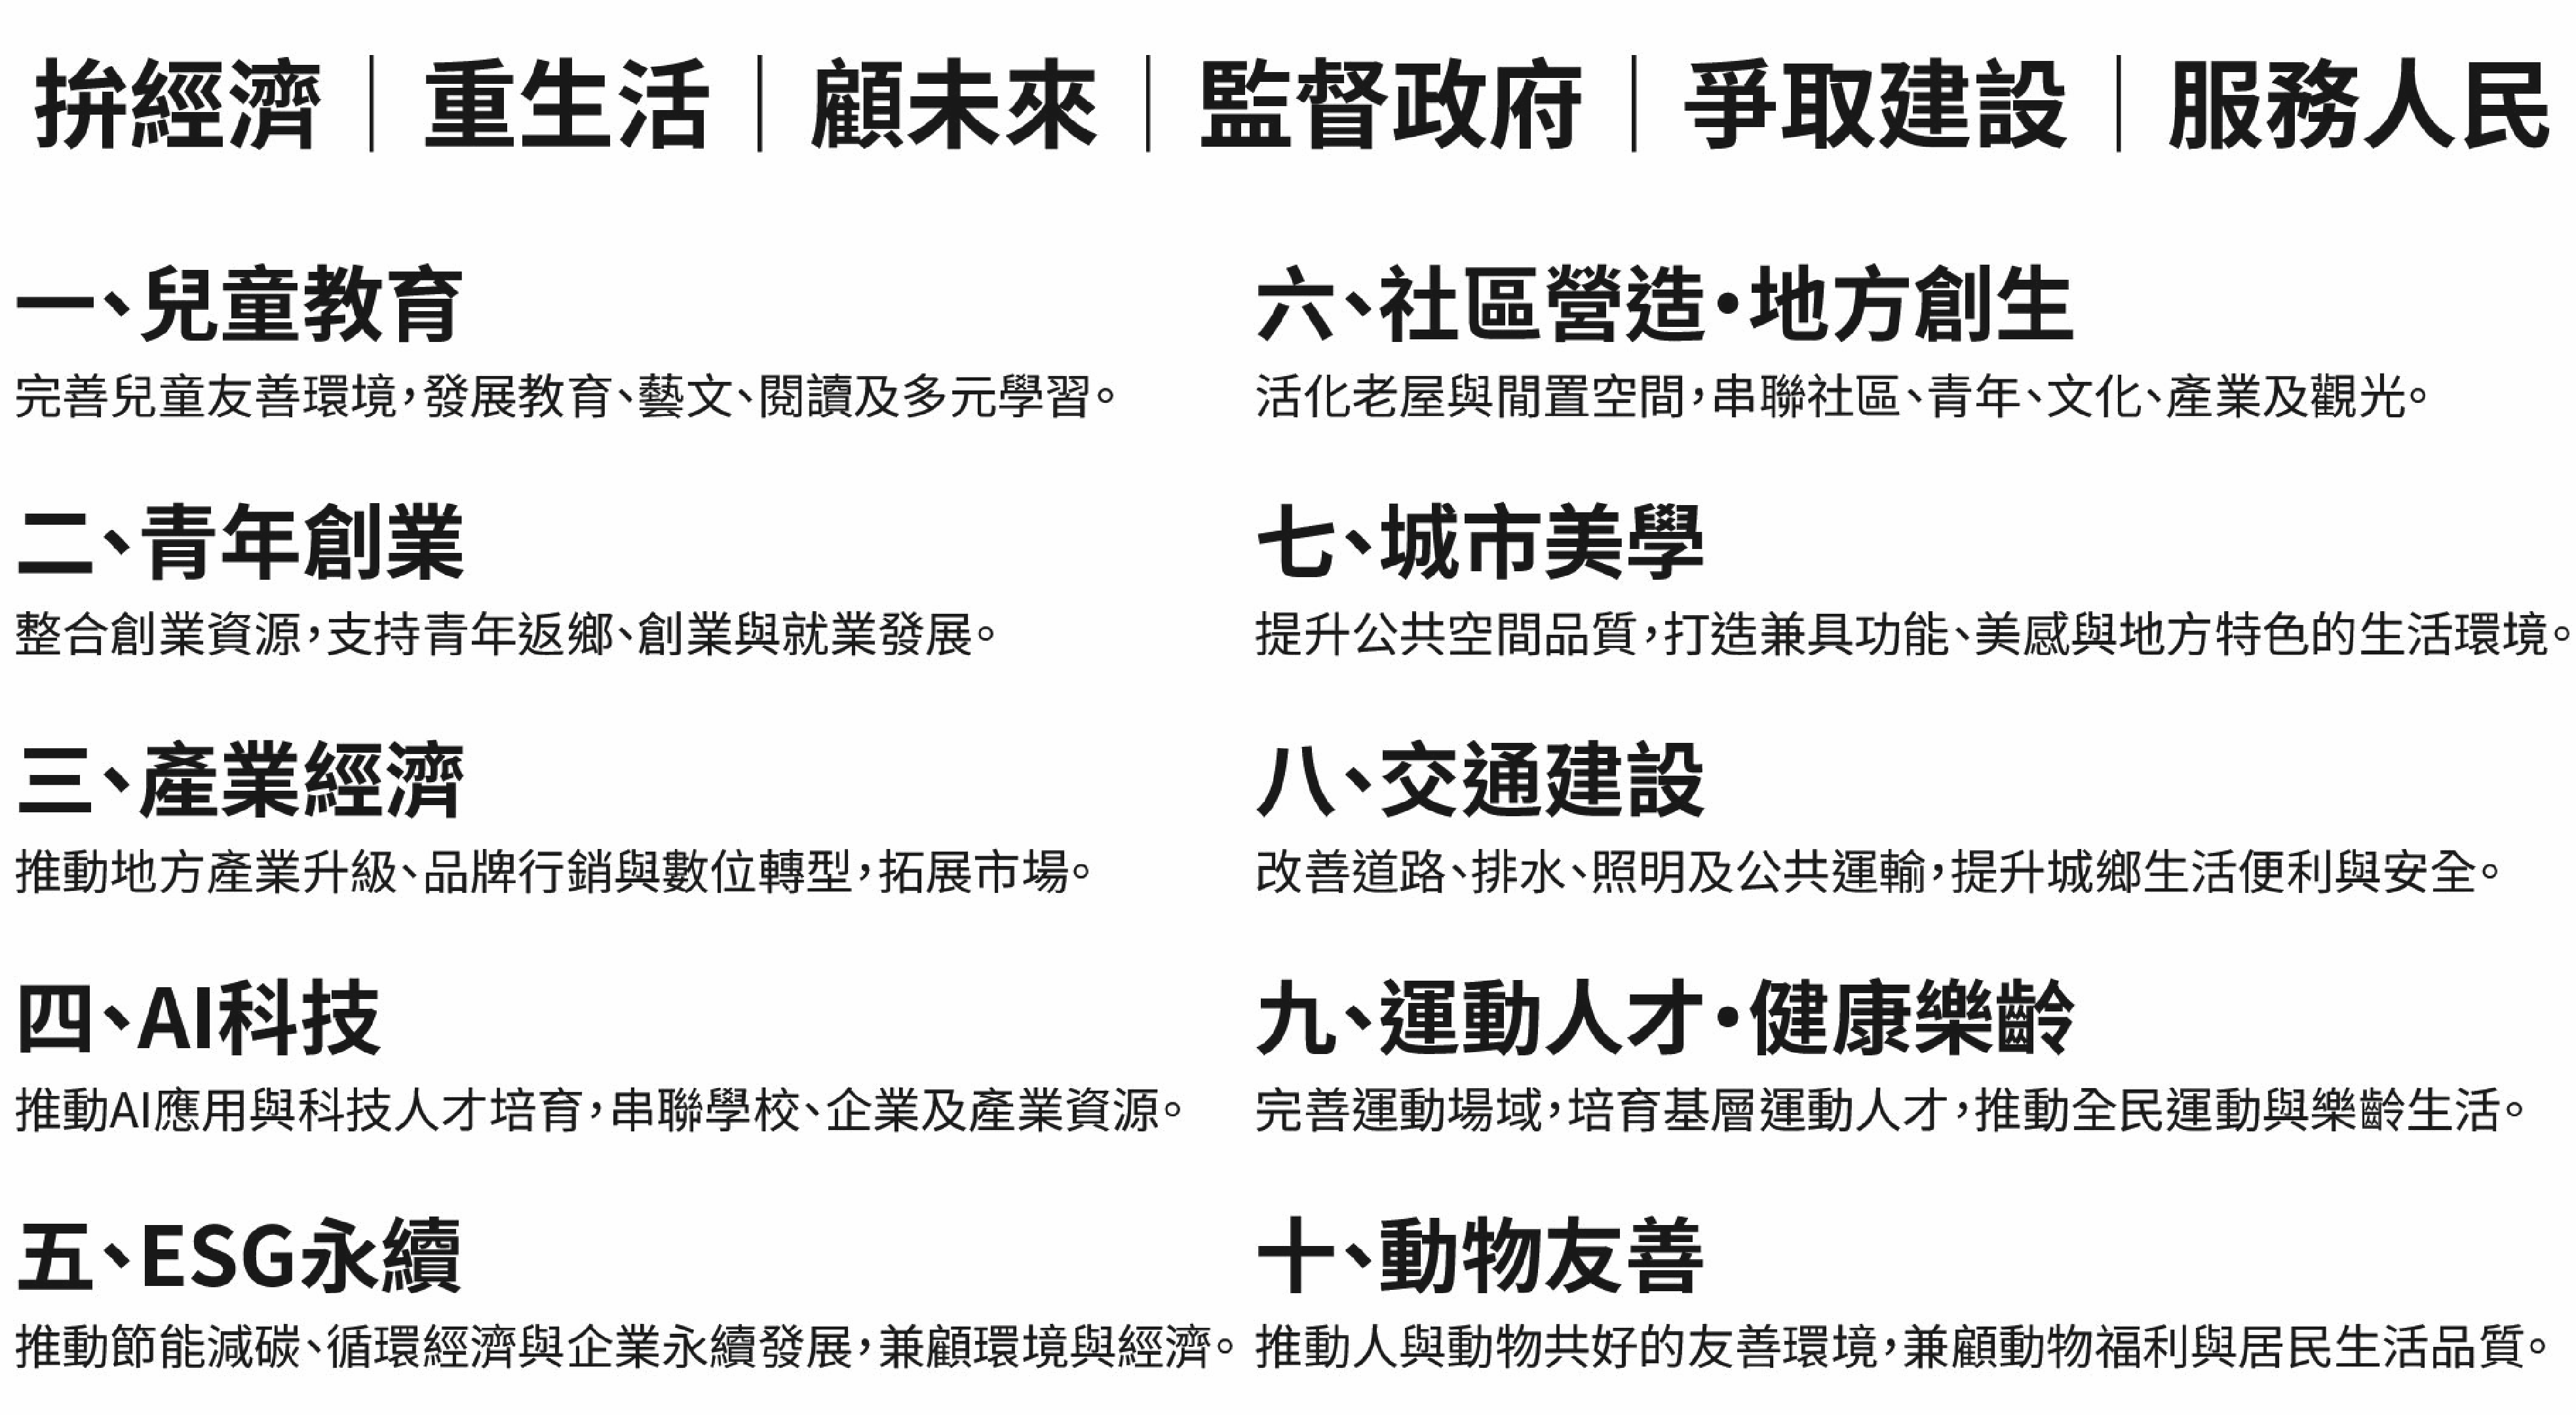 拚經濟｜重生活｜顧未來｜監督政府｜爭取建設｜服務人民
一、兒童教育
完善兒童友善環境，發展教育、藝文、閱讀及多元學習。
二、青年創業
整合創業資源，支持青年返鄉、創業與就業發展。
三、產業經濟
推動地方產業升級、品牌行銷與數位轉型，拓展市場。
四、AI科技
推動AI應用與科技人才培育，串聯學校、企業及產業資源。
五、ESG永續
推動節能減碳、循環經濟與企業永續發展，兼顧環境與經濟。
六、社區營造・地方創生
活化老屋與閒置空間，串聯社區、青年、文化、產業及觀光。
七、城市美學
提升公共空間品質，打造兼具功能、美感與地方特色的生活環境。
八、交通建設
改善道路、排水、照明及公共運輸，提升城鄉生活便利與安全。
九、運動人才・健康樂齡
完善運動場域，培育基層運動人才，推動全民運動與樂齡生活。
十、動物友善
推動人與動物共好的友善環境，兼顧動物福利與居民生活品質。